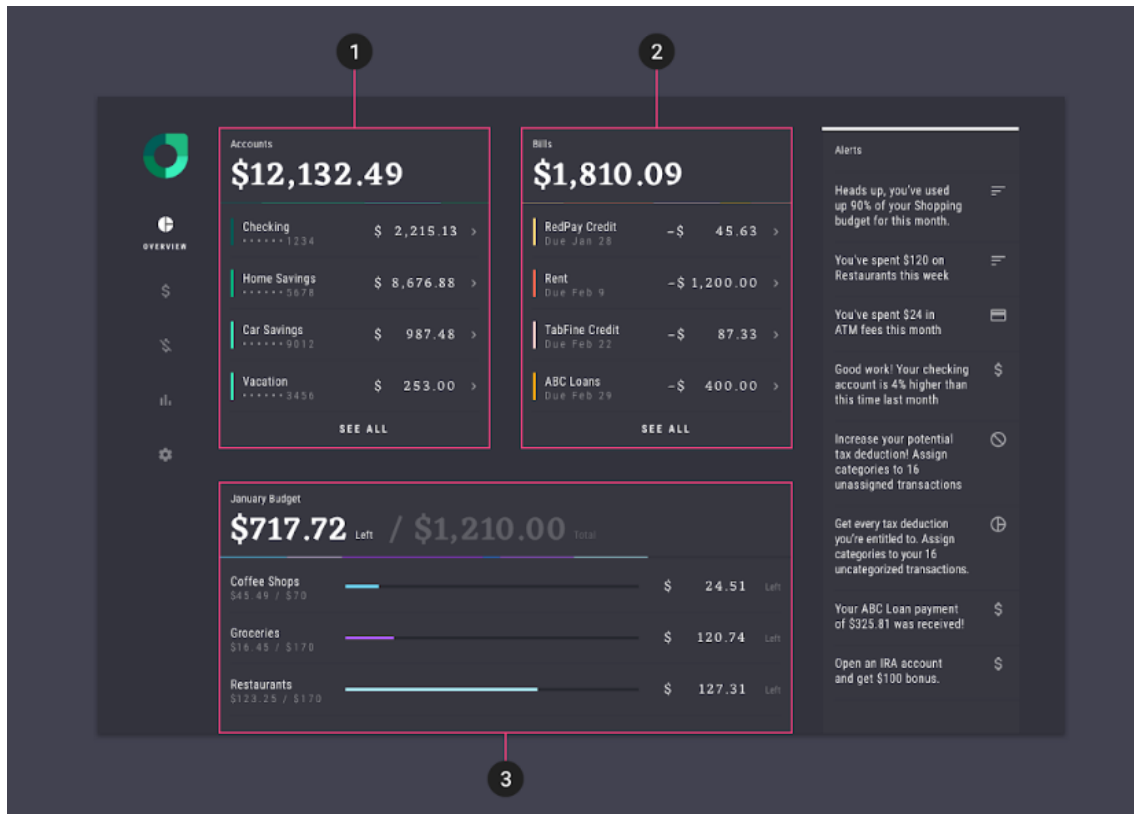 1
2
OVERVIEW
Accounts
$12,132.49
Checking
$ 2,215.13
••••••1234
Home Savings
$ 8,676.88
••••••5678
Car Savings
$ 987.48
••••••9012
Vacation
$ 253.00
••••••3456
SEE ALL
Bills
$1,810.09
RedPay Credit
–$ 45.63
Due Jan 28
Rent
–$ 1,200.00
Due Feb 9
TabFine Credit
–$ 87.33
Due Feb 22
ABC Loans
–$ 400.00
Due Feb 29
SEE ALL
January Budget
$717.72 Left / $1,210.00 Total
Coffee Shops
$45.49 / $70
$ 24.51 Left
Groceries
$16.45 / $170
$ 120.74 Left
Restaurants
$123.25 / $170
$ 127.31 Left
Alerts
Heads up, you've used
up 90% of your Shopping
budget for this month.
You've spent $120 on
Restaurants this week
You've spent $24 in
ATM fees this month
Good work! Your checking
account is 4% higher than
this time last month
Increase your potential
tax deduction! Assign
categories to 16
unassigned transactions
Get every tax deduction
you're entitled to. Assign
categories to your 16
uncategorized transactions.
Your ABC Loan payment
of $325.81 was received!
Open an IRA account
and get $100 bonus.
3